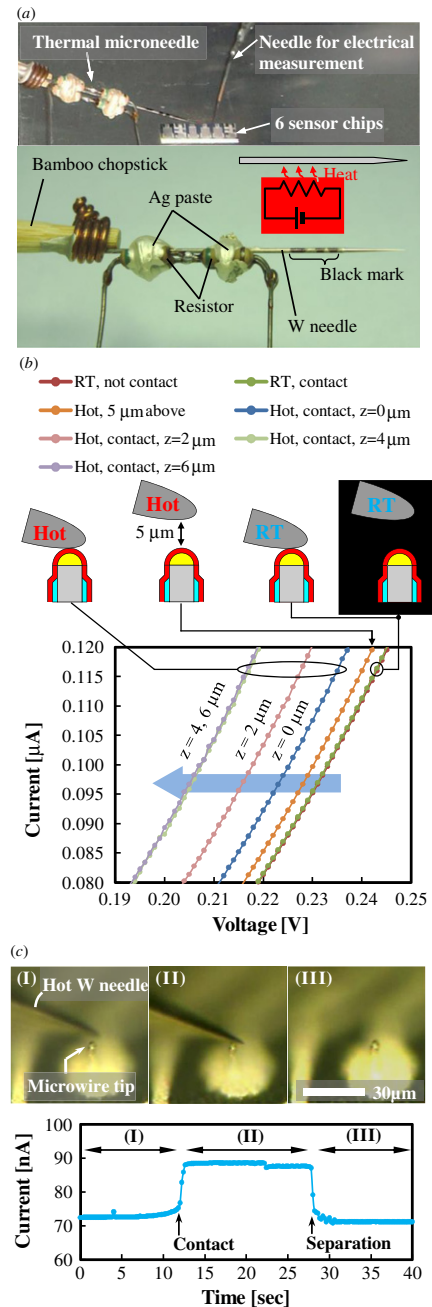 (a)
Thermal microneedle
Needle for electrical
measurement
6 sensor chips
Bamboo chopstick
Heat
Ag paste
Resistor
Black mark
W needle
(b)
RT, not contact
RT, contact
Hot, 5 μm above
Hot, contact, z=0μm
Hot, contact, z=2 μm
Hot, contact, z=4μm
Hot, contact, z=6μm
Hot
Hot
5 μm
RT
RT
0.120
0.115
0.110
0.105
0.100
0.095
0.090
0.085
0.080
Current [μA]
z = 4, 6 μm
z = 2 μm
z = 0 μm
0.19 0.20 0.21 0.22 0.23 0.24 0.25
Voltage [V]
(c)
(I)
Hot W needle
Microwire tip
(II)
(III)
30μm
100
90
80
70
60
Current [nA]
(I)
(II)
(III)
Contact
Separation
0 5 10 15 20 25 30 35 40
Time [sec]